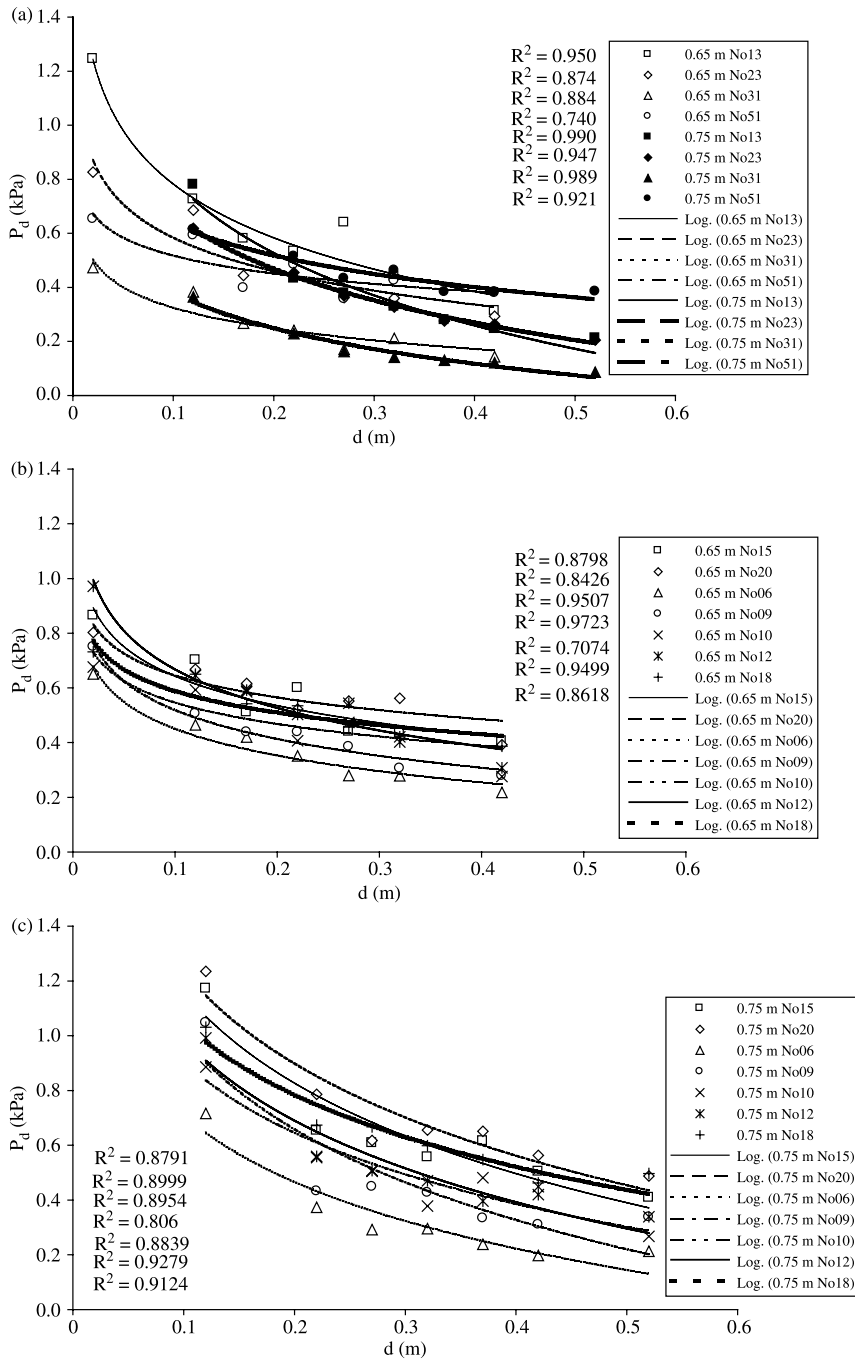 (a)
1.4
1.2
1.0
0.8
0.6
0.4
0.2
0.0
P_d (kPa)
0 0.1 0.2 0.3 0.4 0.5 0.6
d (m)
R² = 0.950
R² = 0.874
R² = 0.884
R² = 0.740
R² = 0.990
R² = 0.947
R² = 0.989
R² = 0.921
0.65 m No13
0.65 m No23
0.65 m No31
0.65 m No51
0.75 m No13
0.75 m No23
0.75 m No31
0.75 m No51
Log. (0.65 m No13)
Log. (0.65 m No23)
Log. (0.65 m No31)
Log. (0.65 m No51)
Log. (0.75 m No13)
Log. (0.75 m No23)
Log. (0.75 m No31)
Log. (0.75 m No51)
(b)
1.4
1.2
1.0
0.8
0.6
0.4
0.2
0.0
P_d (kPa)
0 0.1 0.2 0.3 0.4 0.5 0.6
d (m)
R² = 0.8798
R² = 0.8426
R² = 0.9507
R² = 0.9723
R² = 0.7074
R² = 0.9499
R² = 0.8618
0.65 m No15
0.65 m No20
0.65 m No06
0.65 m No09
0.65 m No10
0.65 m No12
0.65 m No18
Log. (0.65 m No15)
Log. (0.65 m No20)
Log. (0.65 m No06)
Log. (0.65 m No09)
Log. (0.65 m No10)
Log. (0.65 m No12)
Log. (0.65 m No18)
(c)
1.4
1.2
1.0
0.8
0.6
0.4
0.2
0.0
P_d (kPa)
0 0.1 0.2 0.3 0.4 0.5 0.6
d (m)
R² = 0.8791
R² = 0.8999
R² = 0.8954
R² = 0.806
R² = 0.8839
R² = 0.9279
R² = 0.9124
0.75 m No15
0.75 m No20
0.75 m No06
0.75 m No09
0.75 m No10
0.75 m No12
0.75 m No18
Log. (0.75 m No15)
Log. (0.75 m No20)
Log. (0.75 m No06)
Log. (0.75 m No09)
Log. (0.75 m No10)
Log. (0.75 m No12)
Log. (0.75 m No18)